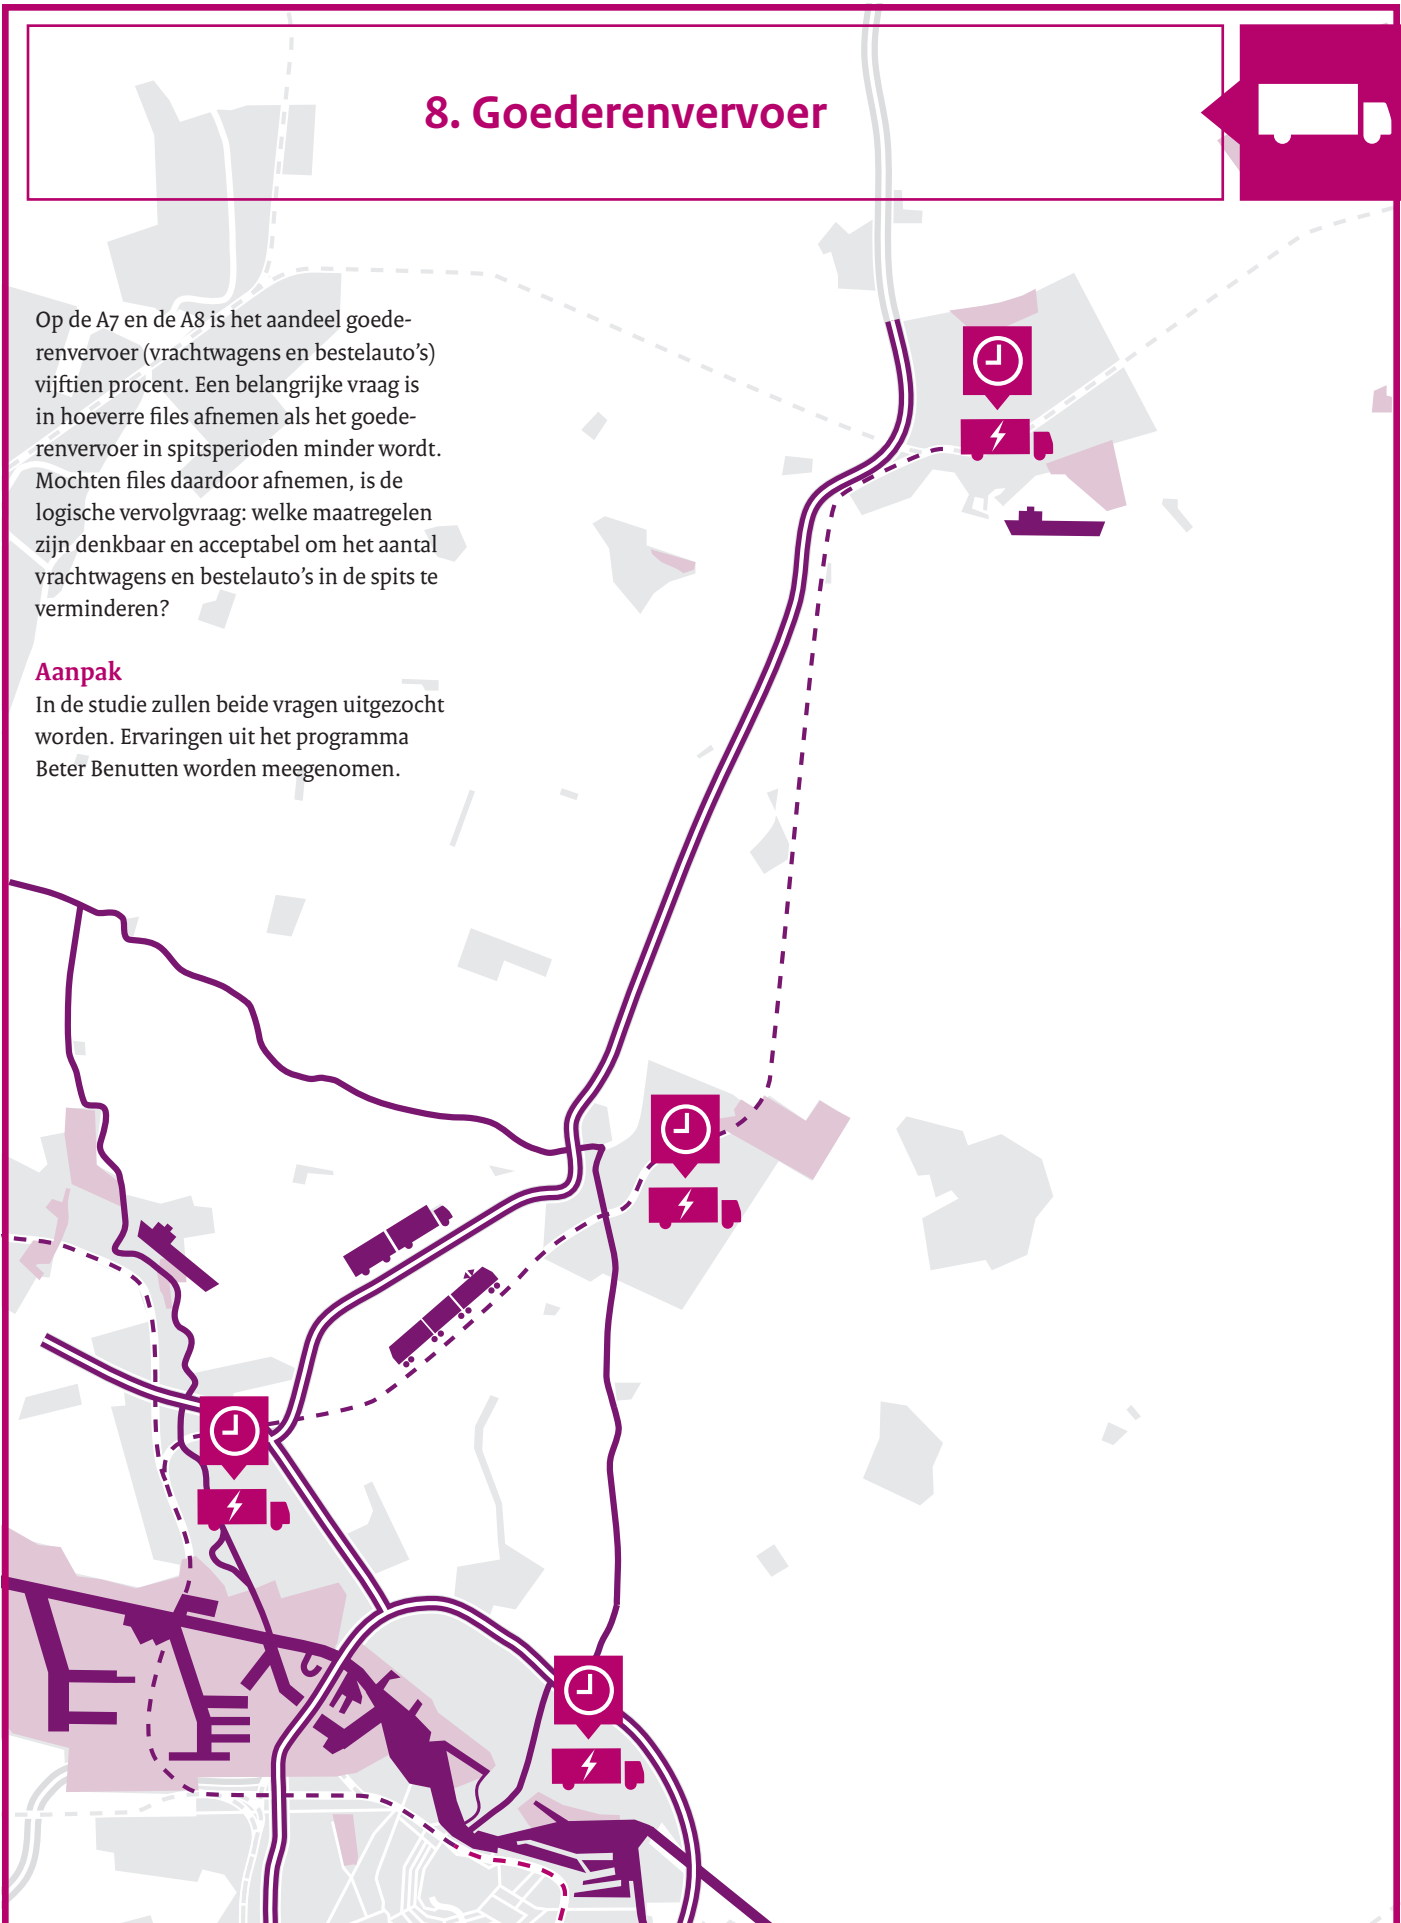 8. Goederenvervoer
Op de A7 en de A8 is het aandeel goede-
renvervoer (vrachtwagens en bestelauto’s)
vijftien procent. Een belangrijke vraag is
in hoeverre files afnemen als het goede-
renvervoer in spitsperioden minder wordt.
Mochten files daardoor afnemen, is de
logische vervolgvraag: welke maatregelen
zijn denkbaar en acceptabel om het aantal
vrachtwagens en bestelauto’s in de spits te
verminderen?
Aanpak
In de studie zullen beide vragen uitgezocht
worden. Ervaringen uit het programma
Beter Benutten worden meegenomen.